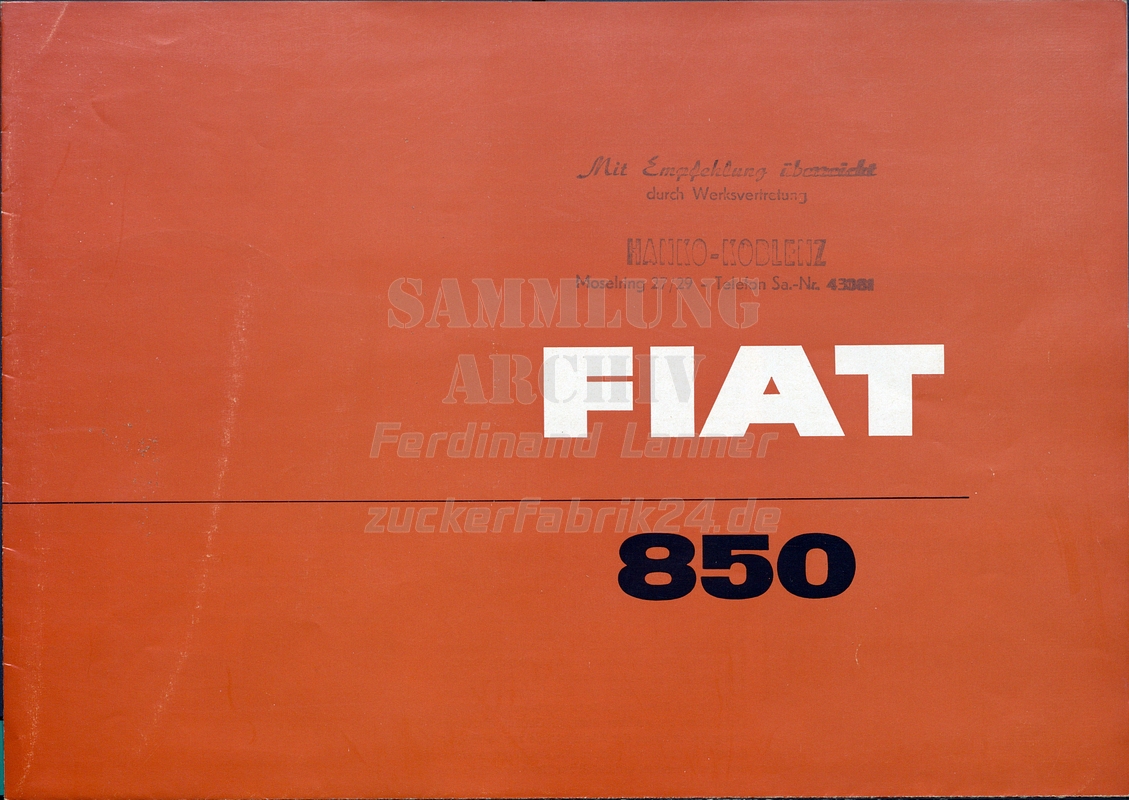 Mit Empfehlung überreicht
durch Werksvertretung
HANKO-KOBLENZ
Moselring 27/29 - Telefon Sa.-Nr.
SAMMLUNG
ARCHIV
FIAT
Ferdinand Lanner
zuckerfabrik24.de
850